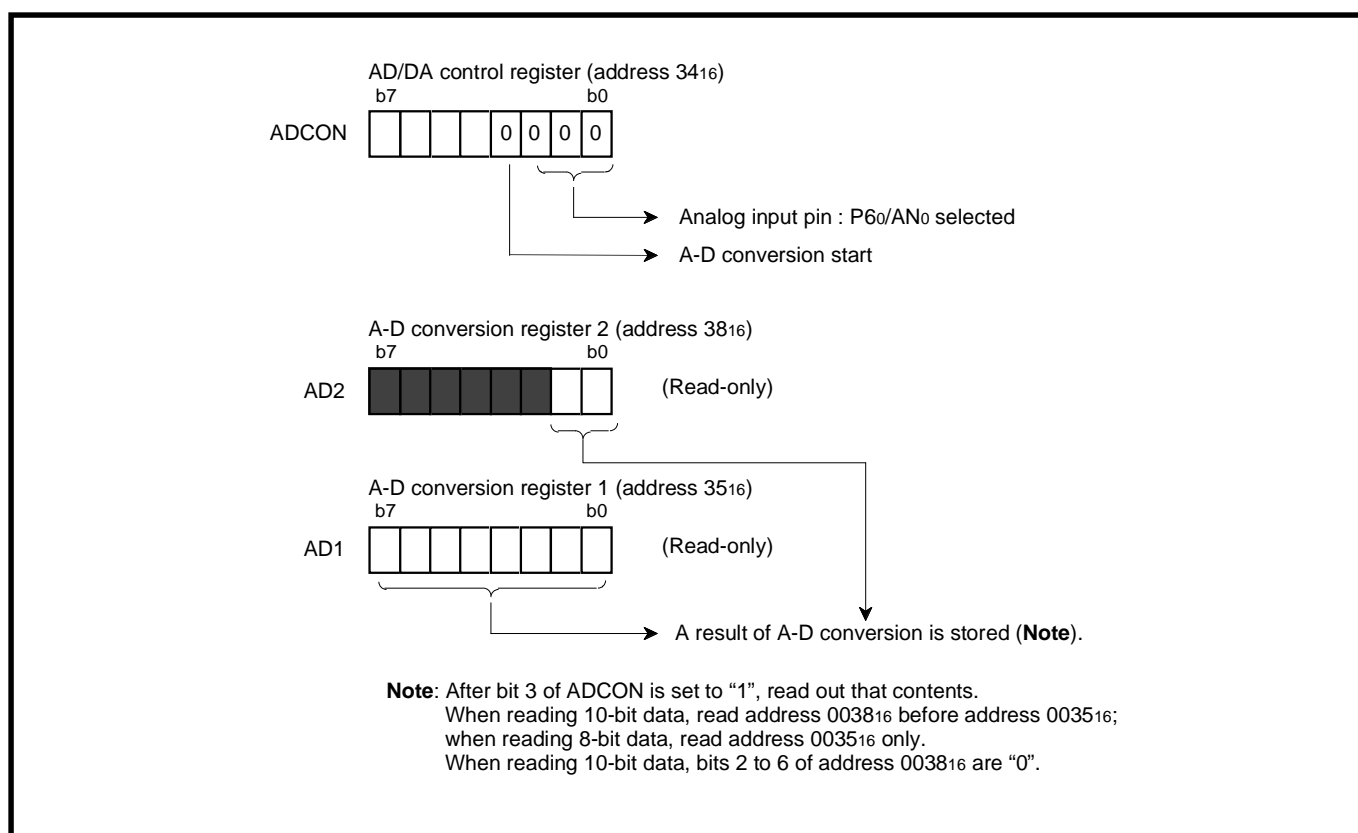 AD/DA control register (address 3416)
b7 b0
ADCON 0 0 0 0
Analog input pin : P60/AN0 selected
A-D conversion start
A-D conversion register 2 (address 3816)
b7 b0
AD2 (Read-only)
A-D conversion register 1 (address 3516)
b7 b0
AD1 (Read-only)
A result of A-D conversion is stored (Note).
Note: After bit 3 of ADCON is set to “1”, read out that contents.
When reading 10-bit data, read address 003816 before address 003516;
when reading 8-bit data, read address 003516 only.
When reading 10-bit data, bits 2 to 6 of address 003816 are “0”.